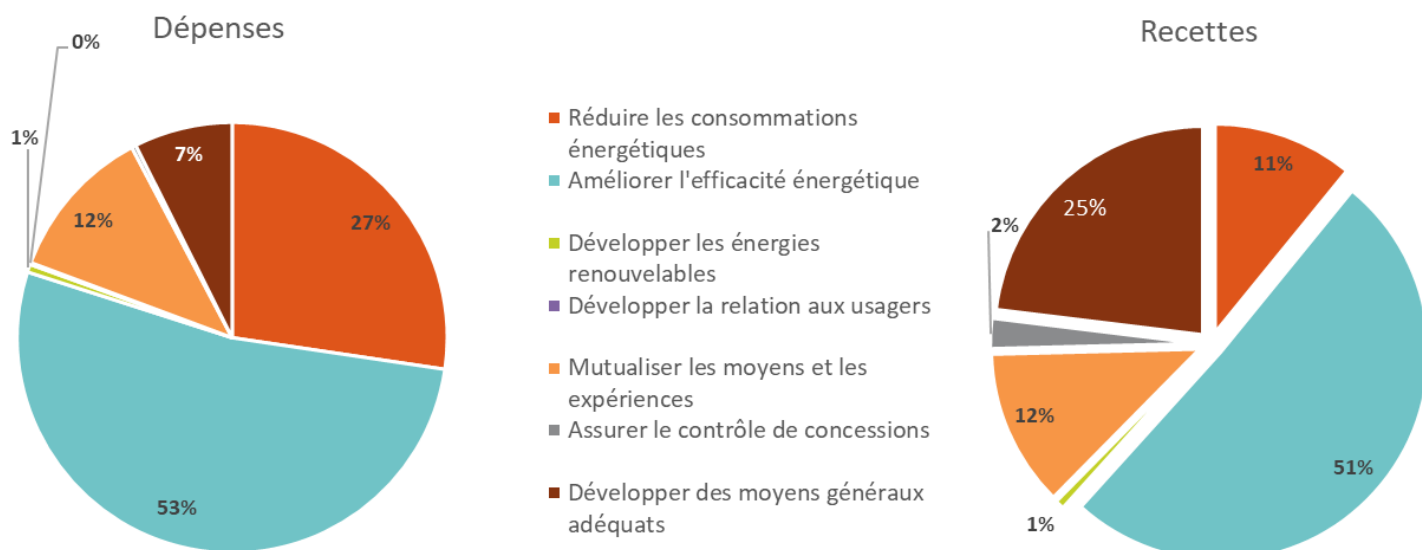 Dépenses
0%
1%
7%
12%
27%
53%
Réduire les consommations
énergétiques
Améliorer l'efficacité énergétique
Développer les énergies
renouvelables
Développer la relation aux usagers
Mutualiser les moyens et les
expériences
Assurer le contrôle de concessions
Développer des moyens généraux
adéquats
Recettes
11%
25%
2%
12%
51%
1%